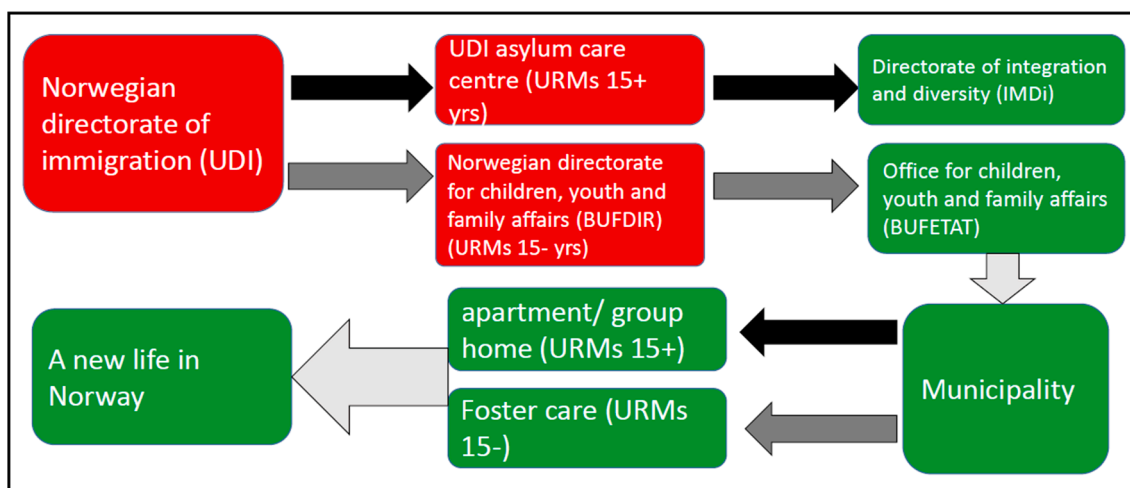 Norwegian
directorate of
immigration (UDI)
UDI asylum care
centre (URMs 15+
yrs)
Directorate of integration
and diversity (IMDi)
Norwegian directorate
for children, youth and
family affairs (BUFDIR)
(URMs 15- yrs)
Office for children,
youth and family affairs
(BUFETAT)
Municipality
apartment/ group
home (URMs 15+)
Foster care (URMs
15-)
A new life in
Norway